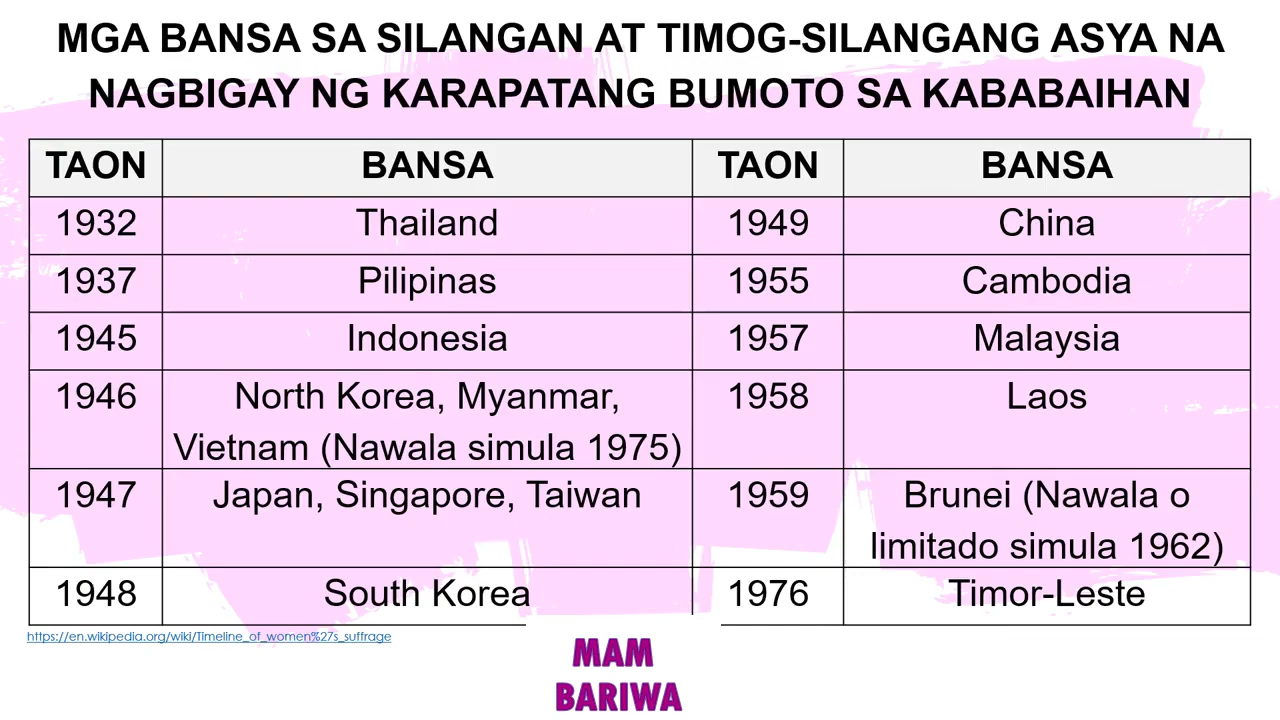 MGA BANSA SA SILANGAN AT TIMOG-SILANGANG ASYA NA
NAGBIGAY NG KARAPATANG BUMOTO SA KABABAIHAN
TAON BANSA TAON BANSA
1932 Thailand 1949 China
1937 Pilipinas 1955 Cambodia
1945 Indonesia 1957 Malaysia
1946 North Korea, Myanmar, 1958 Laos
Vietnam (Nawala simula 1975)
1947 Japan, Singapore, Taiwan 1959 Brunei (Nawala o
limitado simula 1962)
1948 South Korea 1976 Timor-Leste
https://en.wikipedia.org/wiki/Timeline_of_women%27s_suffrage
MAM
BARIWA